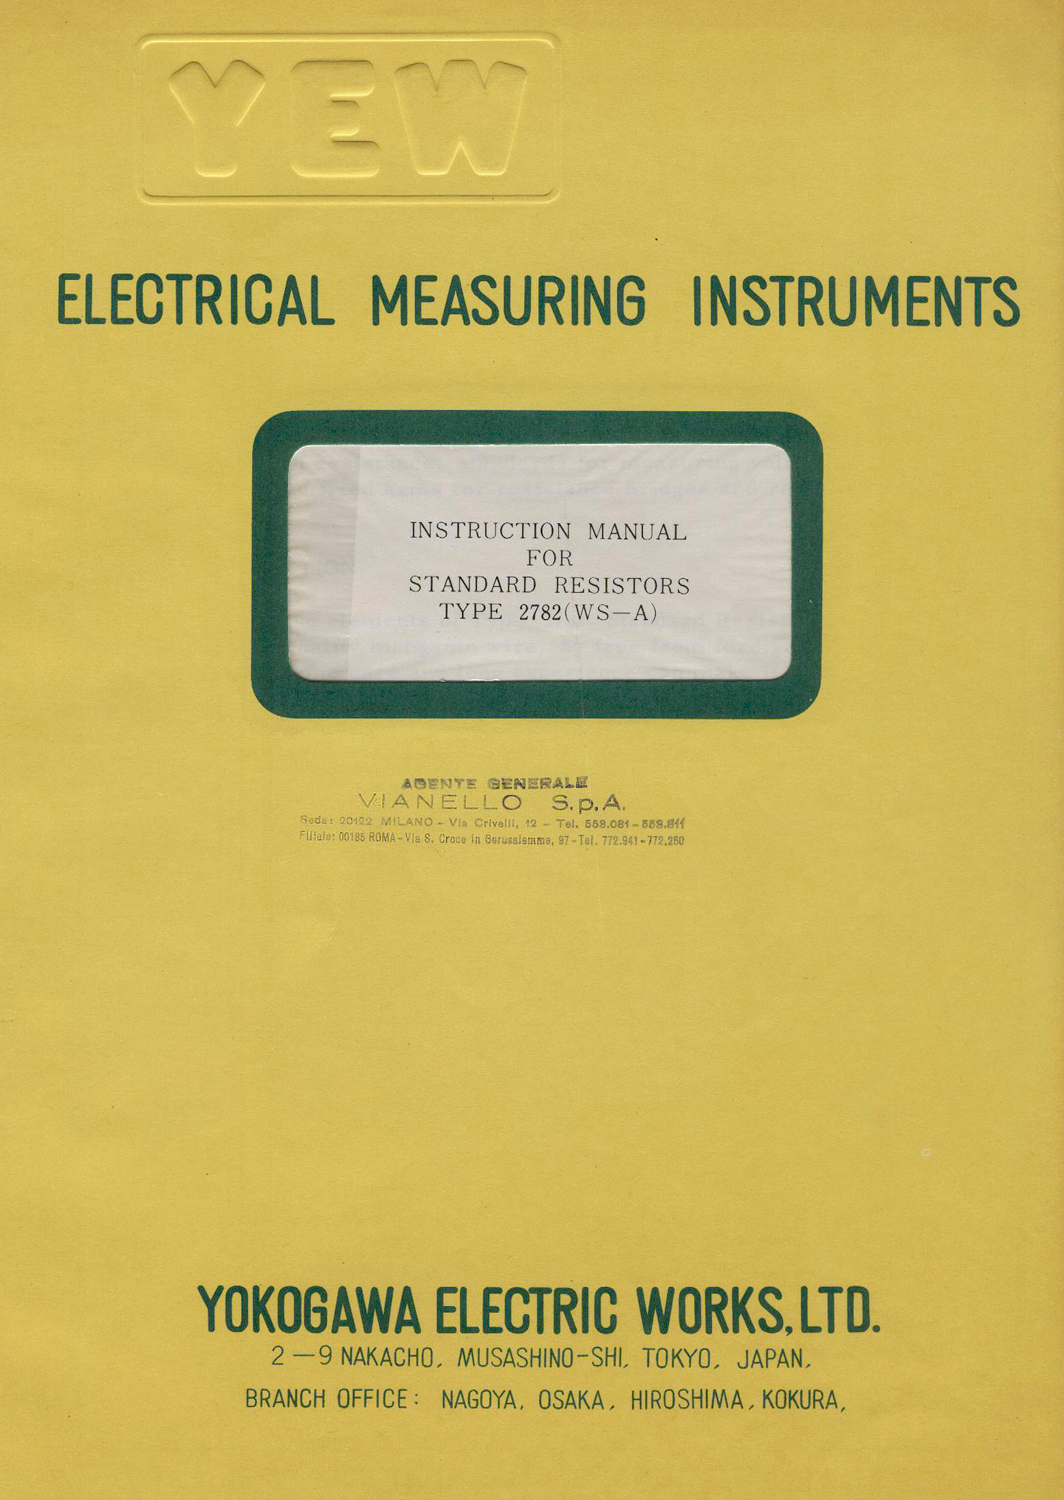 YEW
ELECTRICAL MEASURING INSTRUMENTS
INSTRUCTION MANUAL
FOR
STANDARD RESISTORS
TYPE 2782(WS—A)
AGENTE GENERALE
VIANELLO S.p.A.
Sede: 20122 MILANO - Via Crivelli, 12 - Tel. 553.081 -
Filiale: 00185 ROMA - Via S. Croce in Gerusalemme, 97 - Tel. 772.941 - 772.250
YOKOGAWA ELECTRIC WORKS, LTD.
2—9 NAKACHO, MUSASHINO-SHI, TOKYO, JAPAN,
BRANCH OFFICE: NAGOYA, OSAKA, HIROSHIMA, KOKURA,